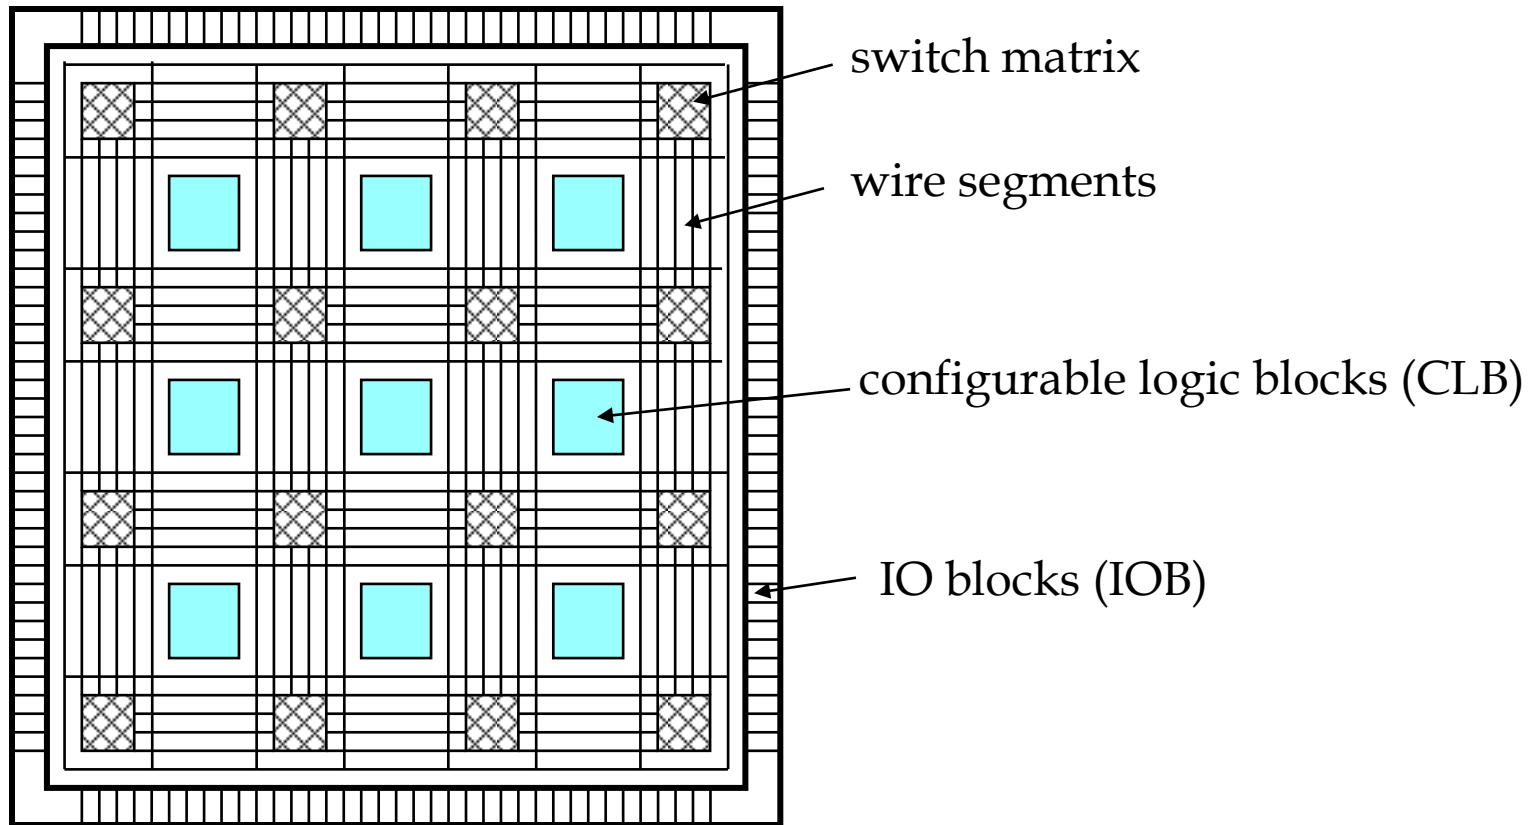 switch matrix
wire segments
configurable logic blocks (CLB)
IO blocks (IOB)